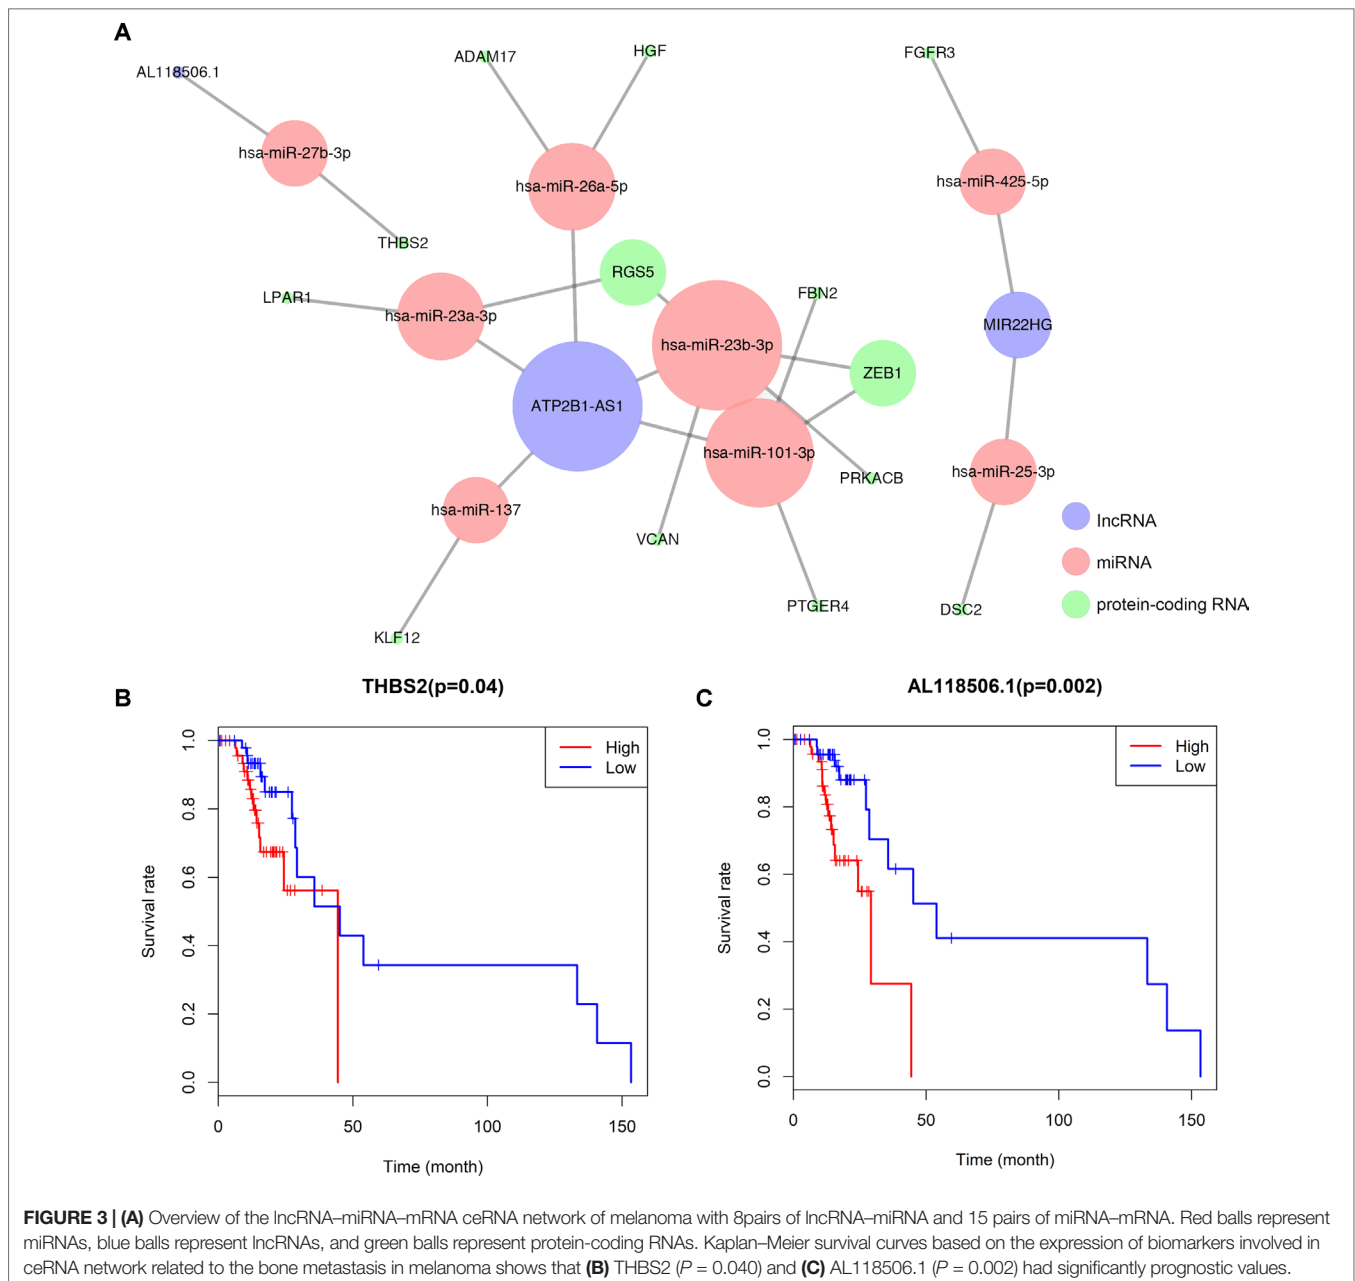 A
AL118506.1
ADAM17
HGF
FGFR3
hsa-miR-27b-3p
hsa-miR-26a-5p
hsa-miR-425-5p
THBS2
RGS5
LPAR1
FBN2
hsa-miR-23a-3p
MIR22HG
hsa-miR-23b-3p
ZEB1
ATP2B1-AS1
hsa-miR-101-3p
hsa-miR-25-3p
PRKACB
hsa-miR-137
lncRNA
VCAN
miRNA
PTGER4
DSC2
protein-coding RNA
KLF12
B
THBS2(p=0.04)
High
Low
Survival rate
1.0
0.8
0.6
0.4
0.2
0.0
0 50 100 150
Time (month)
C
AL118506.1(p=0.002)
High
Low
Survival rate
1.0
0.8
0.6
0.4
0.2
0.0
0 50 100 150
Time (month)
FIGURE 3 | (A) Overview of the lncRNA–miRNA–mRNA ceRNA network of melanoma with 8pairs of lncRNA–miRNA and 15 pairs of miRNA–mRNA. Red balls represent
miRNAs, blue balls represent lncRNAs, and green balls represent protein-coding RNAs. Kaplan–Meier survival curves based on the expression of biomarkers involved in
ceRNA network related to the bone metastasis in melanoma shows that (B) THBS2 (P = 0.040) and (C) AL118506.1 (P = 0.002) had significantly prognostic values.